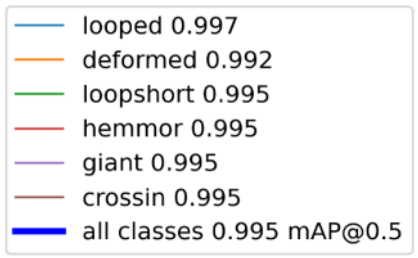 looped 0.997
deformed 0.992
loopshort 0.995
hemmor 0.995
giant 0.995
crossin 0.995
all classes 0.995 mAP@0.5